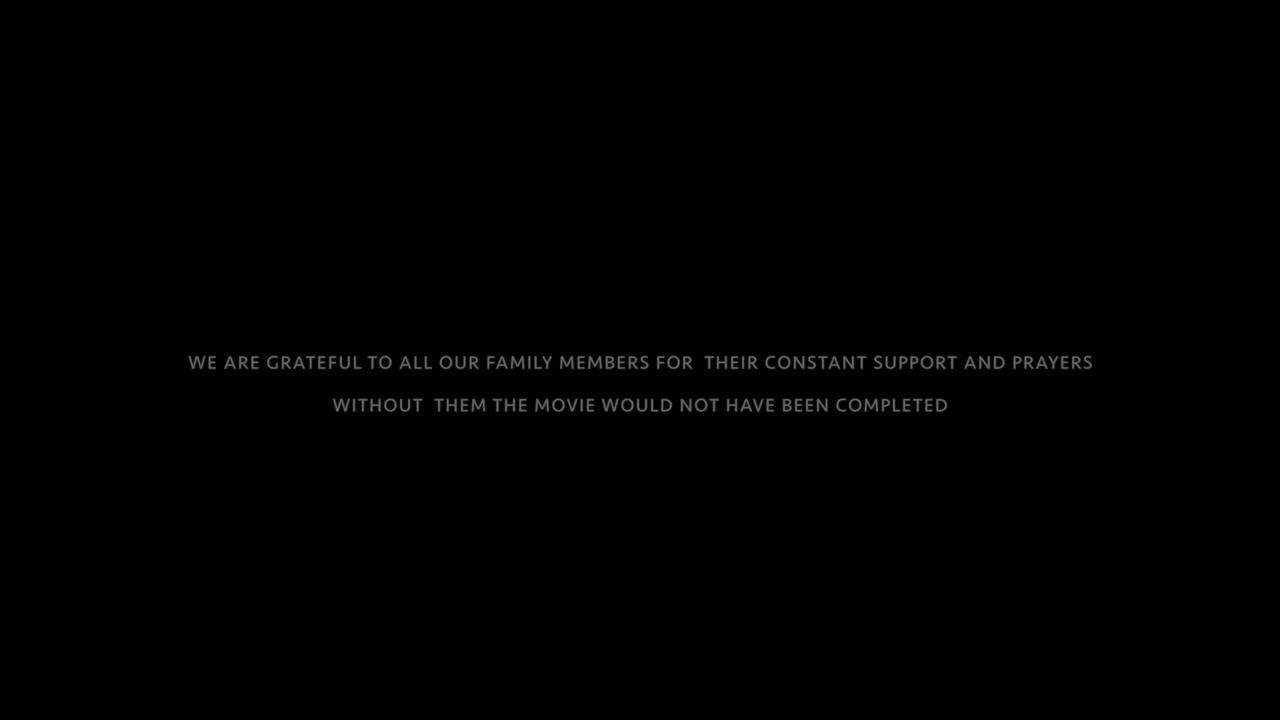 WE ARE GRATEFUL TO ALL OUR FAMILY MEMBERS FOR  THEIR CONSTANT SUPPORT AND PRAYERS
WITHOUT  THEM THE MOVIE WOULD NOT HAVE BEEN COMPLETED